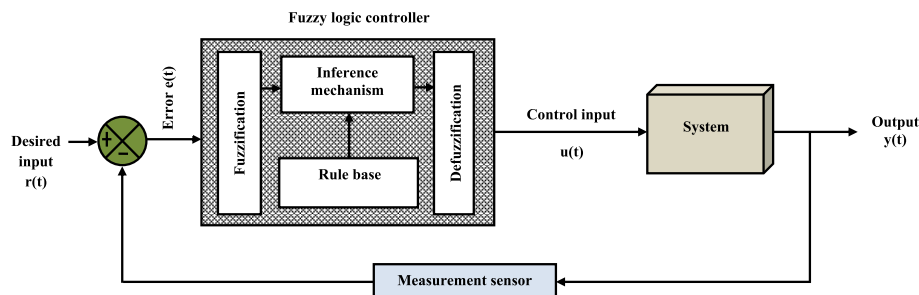 Fuzzy logic controller
Desired
input
r(t)
+
−
Error e(t)
Fuzzification
Inference
mechanism
Rule base
Defuzzification
Control input
u(t)
System
Output
y(t)
Measurement sensor